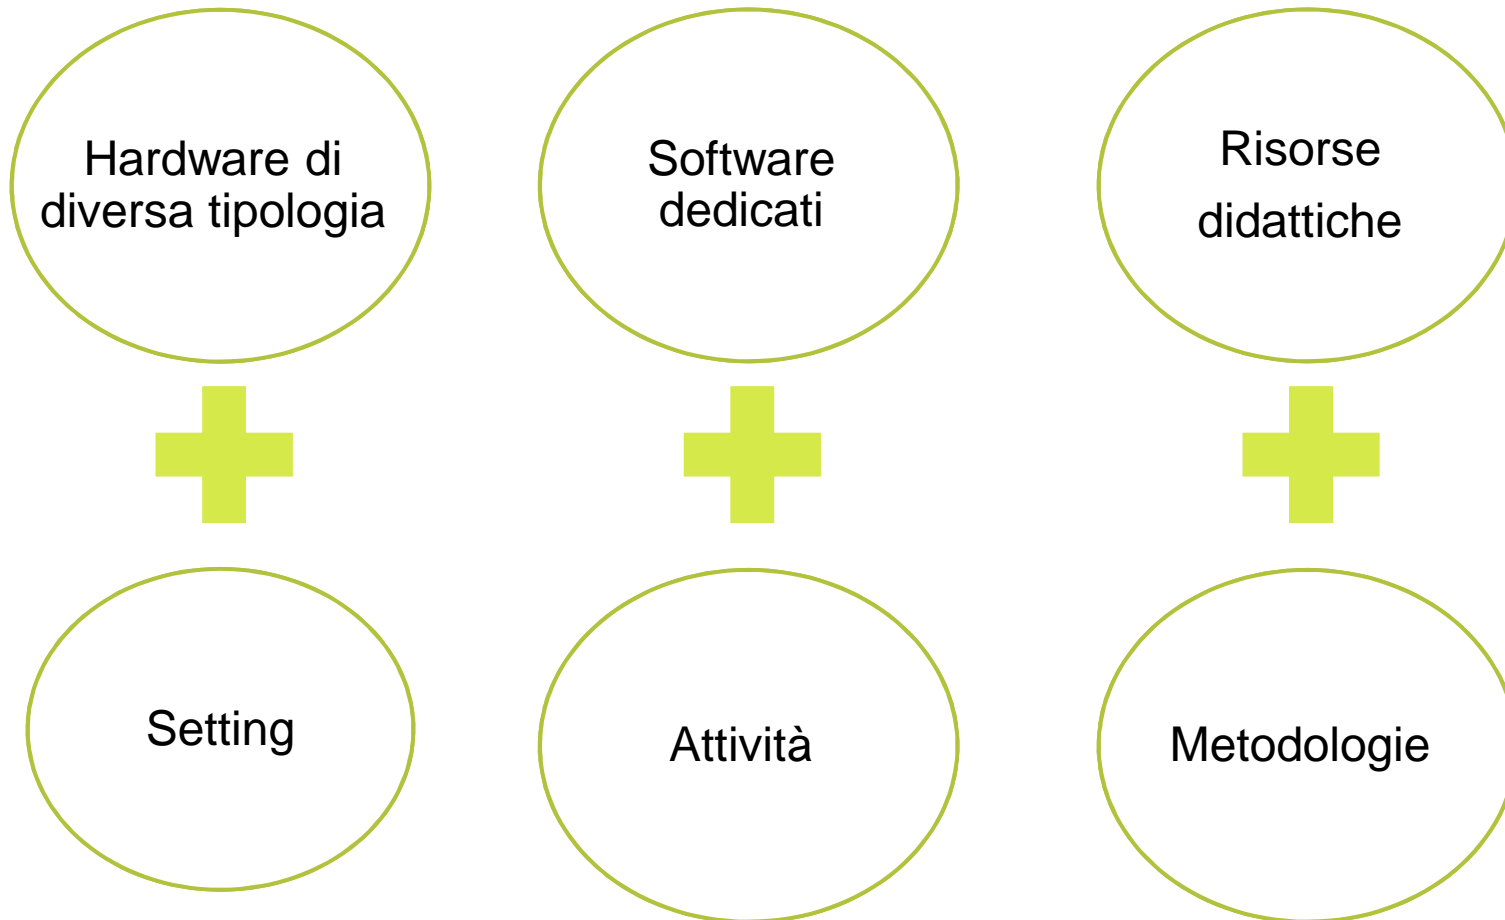 Hardware di
diversa tipologia
Software
dedicati
Risorse
didattiche
Setting
Attività
Metodologie